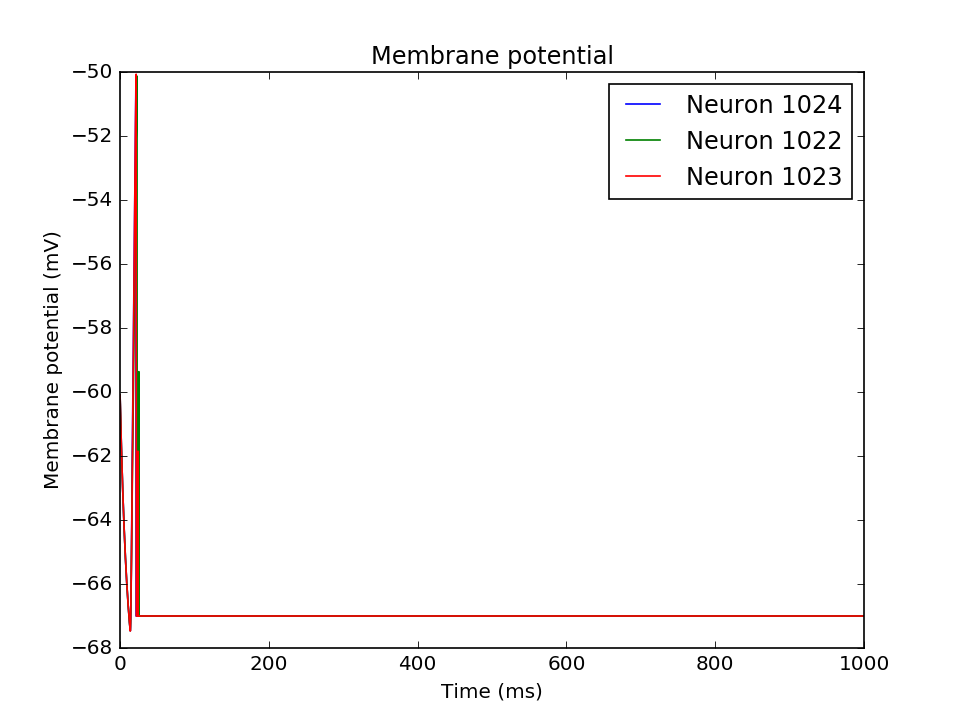 Membrane potential
−50
−52
−54
−56
−58
−60
−62
−64
−66
−68
Membrane potential (mV)
Neuron 1024
Neuron 1022
Neuron 1023
0
200
400
600
800
1000
Time (ms)